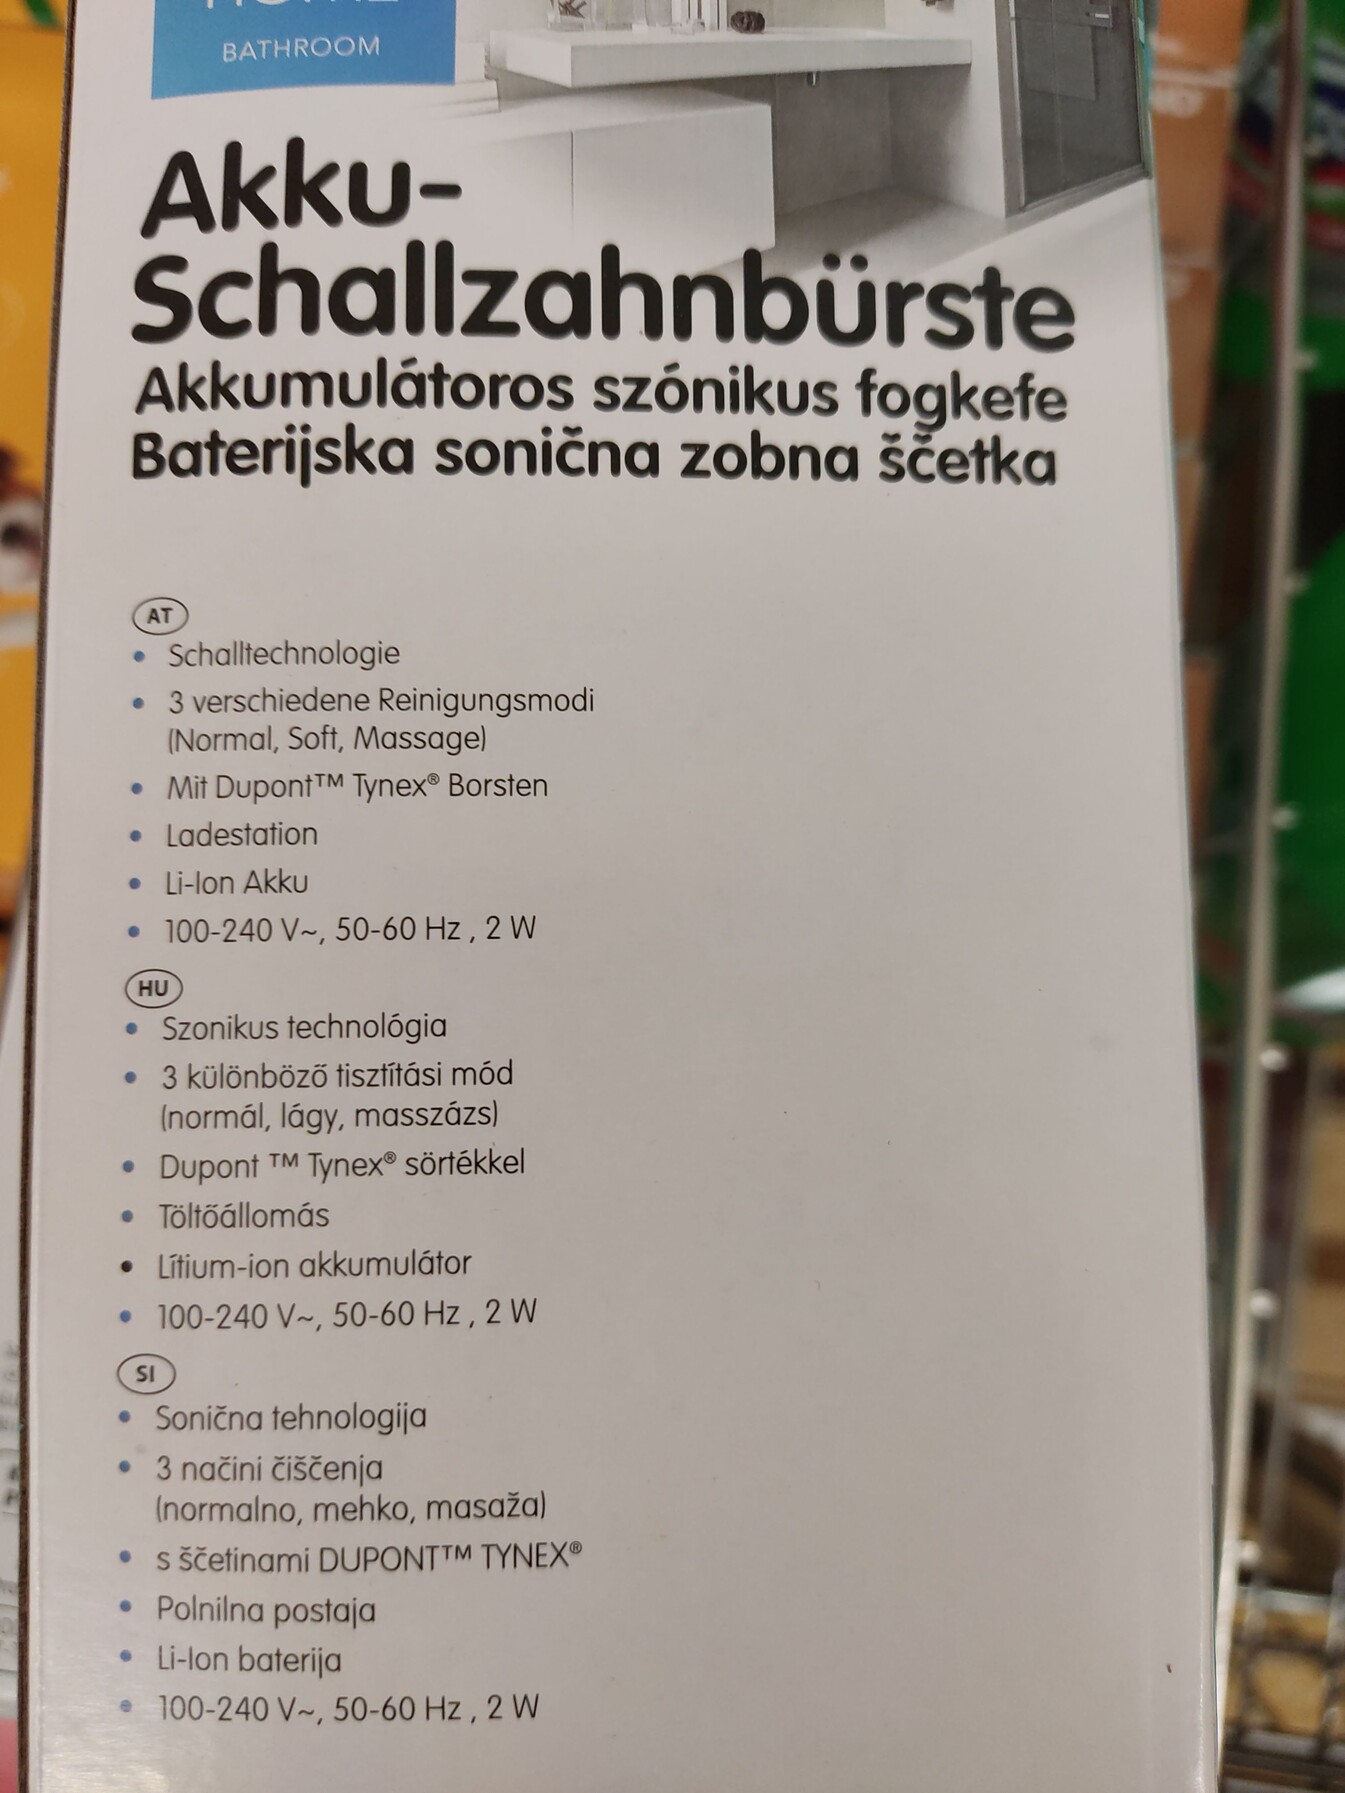 BATHROOM
Akku-
Schallzahnbürste
Akkumulátoros szónikus fogkefe
Baterijska sonična zobna ščetka
AT
• Schalltechnologie
• 3 verschiedene Reinigungsmodi
(Normal, Soft, Massage)
• Mit Dupont™ Tynex® Borsten
• Ladestation
• Li-Ion Akku
• 100-240 V~, 50-60 Hz , 2 W
HU
• Szonikus technológia
• 3 különböző tisztítási mód
(normál, lágy, masszázs)
• Dupont ™ Tynex® sörtékkel
• Töltőállomás
• Lítium-ion akkumulátor
• 100-240 V~, 50-60 Hz , 2 W
SI
• Sonična tehnologija
• 3 načini čiščenja
(normalno, mehko, masaža)
• s ščetinami DUPONT™ TYNEX®
• Polnilna postaja
• Li-Ion baterija
• 100-240 V~, 50-60 Hz , 2 W